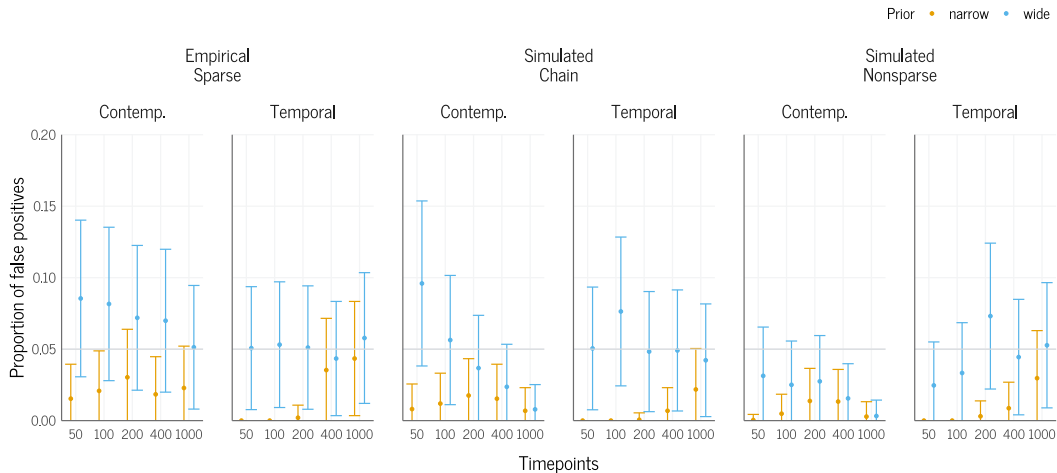 Prior narrow wide
Empirical
Sparse
Simulated
Chain
Simulated
Nonsparse
Contemp. Temporal Contemp. Temporal Contemp. Temporal
0.20
0.15
0.10
0.05
0.00
Proportion of false positives
50 100 200 400 1000 50 100 200 400 1000 50 100 200 400 1000 50 100 200 400 1000 50 100 200 400 1000 50 100 200 400 1000
Timepoints